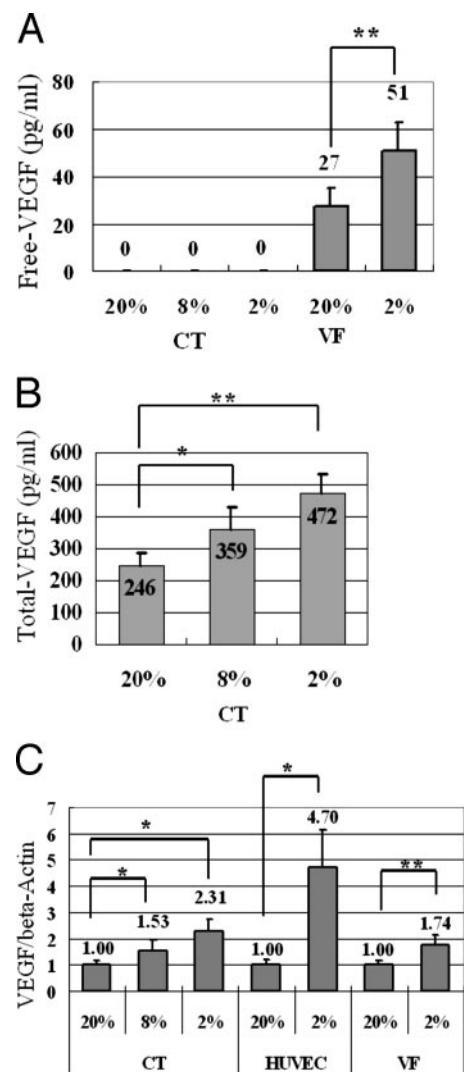 A
**
80
60
40
20
0
Free-VEGF (pg/ml)
0 0 0 27 51
20% 8% 2% 20% 2%
CT VF
B
**
*
600
500
400
300
200
100
0
Total-VEGF (pg/ml)
246 359 472
20% 8% 2%
CT
C
*
*
*
**
7
6
5
4
3
2
1
0
VEGF/beta-Actin
1.00 1.53 2.31 1.00 4.70 1.00 1.74
20% 8% 2% 20% 2% 20% 2%
CT HUVEC VF